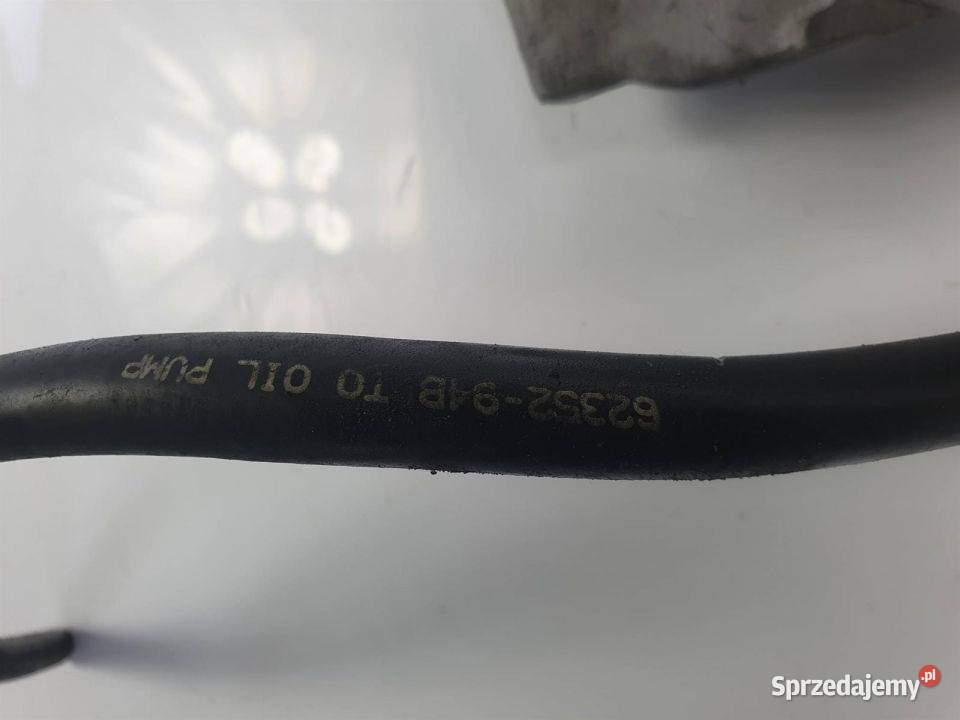 62352-94B TO OIL PUMP
Sprzedajemy.pl